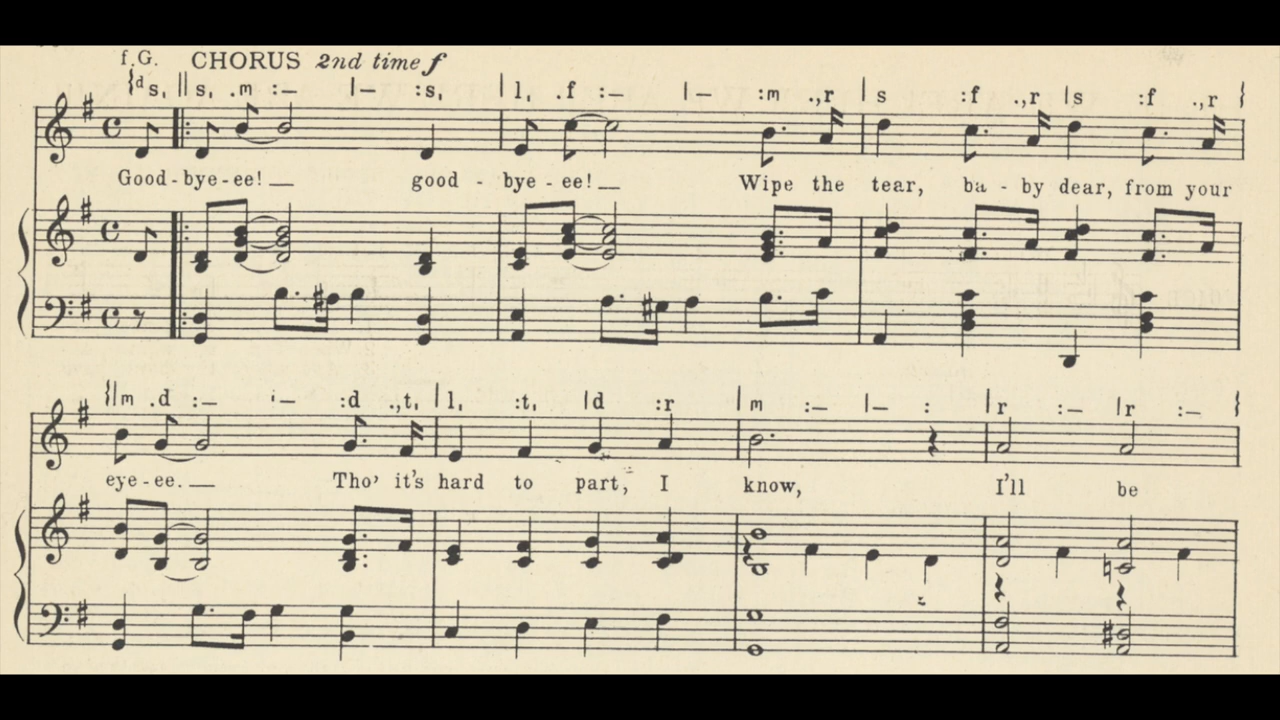 f.G. CHORUS 2nd time f
{ᵈs, || s, .m :– |– :s, | l, .f :– |– :m .,r | s :f .,r | s :f .,r }
Good-bye-ee! good - bye-ee! Wipe the tear, ba - by dear, from your
{| m .d :– |– :d .,t, | l, :t, | d :r | m :– |– : | r :– | r :– }
eye-ee. Tho' it's hard to part, I know, I'll be